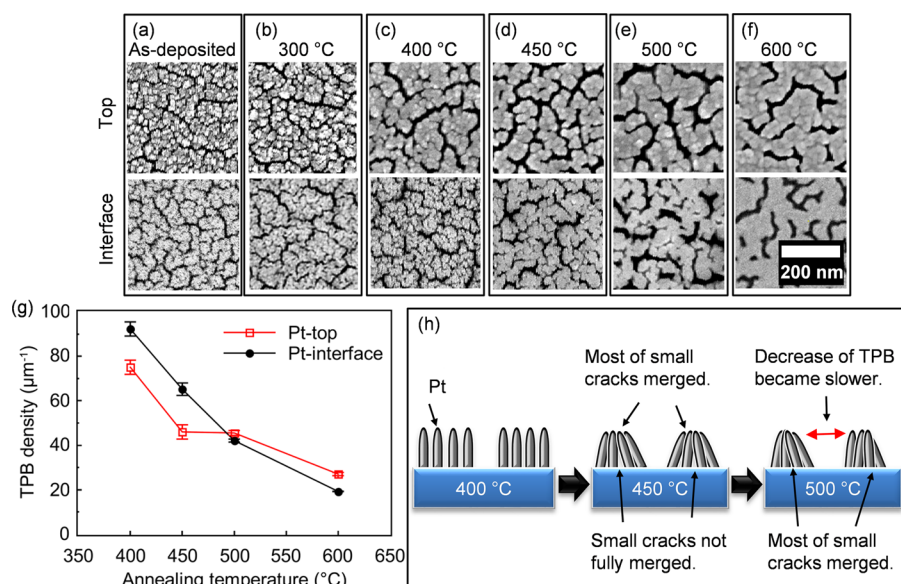 (a)
As-deposited
(b)
300 °C
(c)
400 °C
(d)
450 °C
(e)
500 °C
(f)
600 °C
Top
Interface
200 nm
(g)
100
80
60
40
20
0
TPB density (µm⁻¹)
Pt-top
Pt-interface
350 400 450 500 550 600 650
Annealing temperature (°C)
(h)
Most of small
cracks merged.
Decrease of TPB
became slower.
Pt
400 °C
450 °C
500 °C
Small cracks not
fully merged.
Most of small
cracks merged.